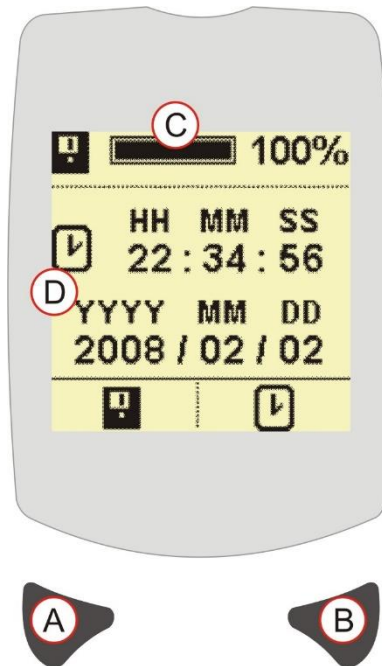 C
100%
HH MM SS
22 : 34 : 56
D
YYYY MM DD
2008 / 02 / 02
A B